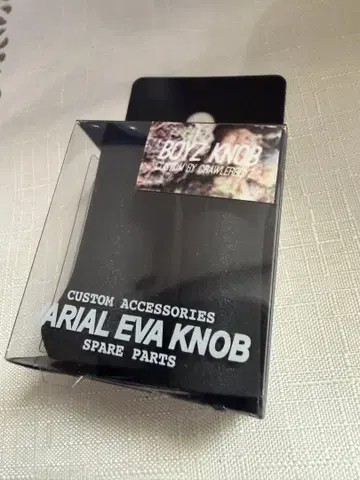 BOYZ KNOB
CUSTOM ACCESSORIES
ARIAL EVA KNOB
SPARE PARTS